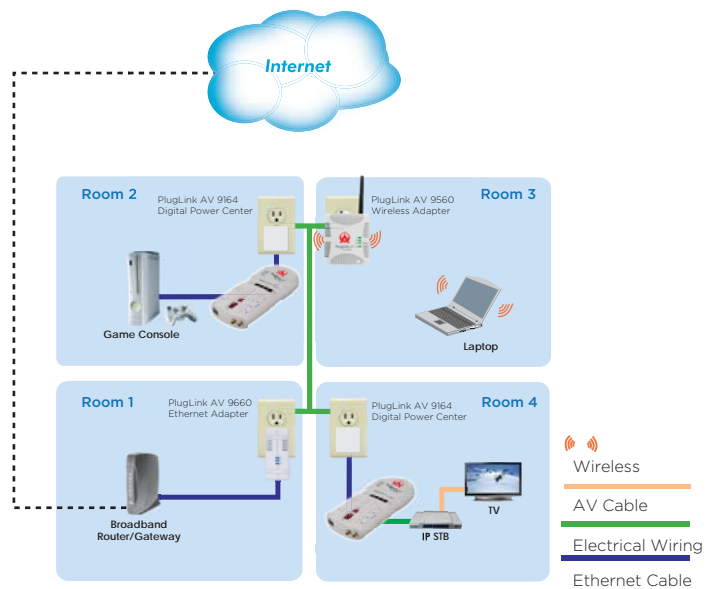 Internet
Room 2
PlugLink AV 9164
Digital Power Center
Game Console
PlugLink AV 9560
Wireless Adapter
Room 3
Laptop
Room 1
PlugLink AV 9660
Ethernet Adapter
Broadband
Router/Gateway
PlugLink AV 9164
Digital Power Center
Room 4
TV
IP STB
Wireless
AV Cable
Electrical Wiring
Ethernet Cable